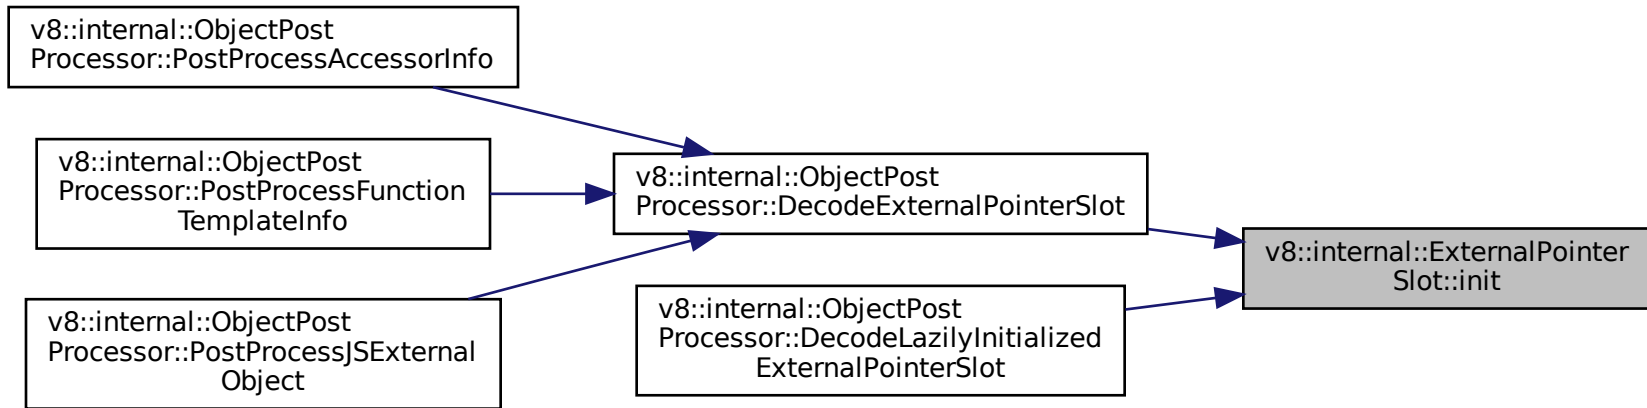 v8::internal::ObjectPost
Processor::PostProcessAccessorInfo
v8::internal::ObjectPost
Processor::PostProcessFunction
TemplateInfo
v8::internal::ObjectPost
Processor::PostProcessJSExternal
Object
v8::internal::ObjectPost
Processor::DecodeExternalPointerSlot
v8::internal::ObjectPost
Processor::DecodeLazilyInitialized
ExternalPointerSlot
v8::internal::ExternalPointer
Slot::init